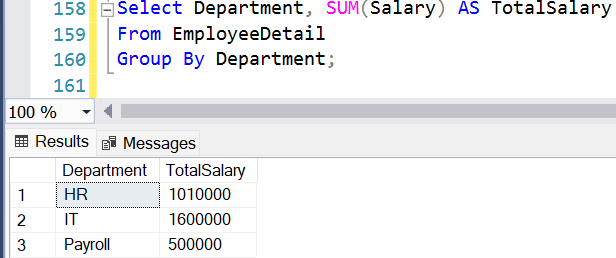 158 Select Department, SUM(Salary) AS TotalSalary
159 From EmployeeDetail
160 Group By Department;
161
100 %
Results Messages
Department TotalSalary
1 HR 1010000
2 IT 1600000
3 Payroll 500000